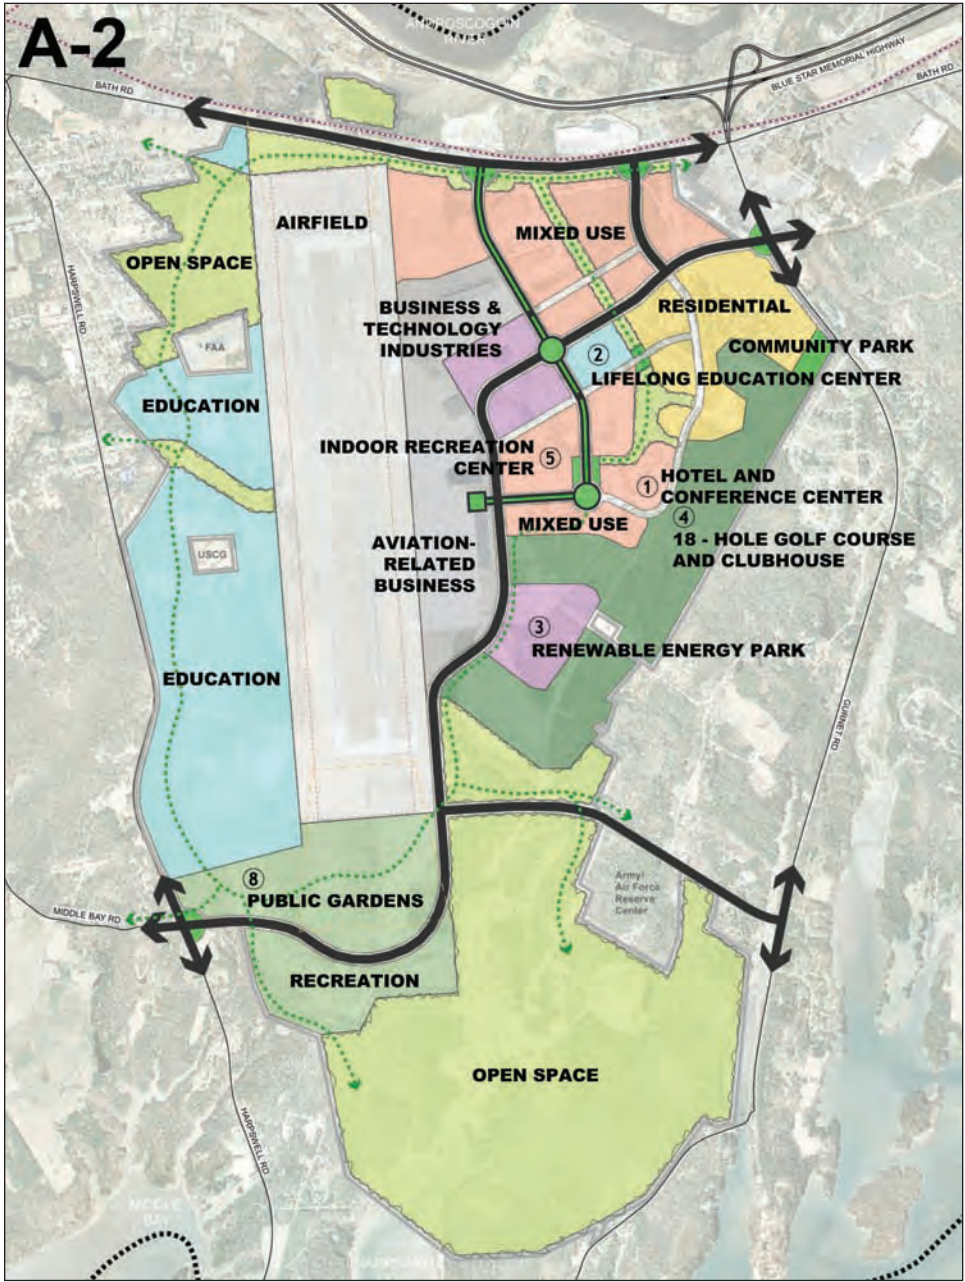 A-2
ANDROSCOGGIN
RIVER
BATH RD.
BLUE STAR MEMORIAL HIGHWAY
BATH RD.
AIRFIELD
MIXED USE
OPEN SPACE
HARPSWELL RD
BUSINESS &
TECHNOLOGY
INDUSTRIES
RESIDENTIAL
FAA
COMMUNITY PARK
2
LIFELONG EDUCATION CENTER
EDUCATION
INDOOR RECREATION
CENTER
5
1
HOTEL AND
CONFERENCE CENTER
4
MIXED USE
18 - HOLE GOLF COURSE
AND CLUBHOUSE
USCG
AVIATION-
RELATED
BUSINESS
3
RENEWABLE ENERGY PARK
EDUCATION
GURNET RD
8
PUBLIC GARDENS
Army/
Air Force
Reserve
Center
MIDDLE BAY RD
RECREATION
OPEN SPACE
HARPSWELL RD
MIDDLE